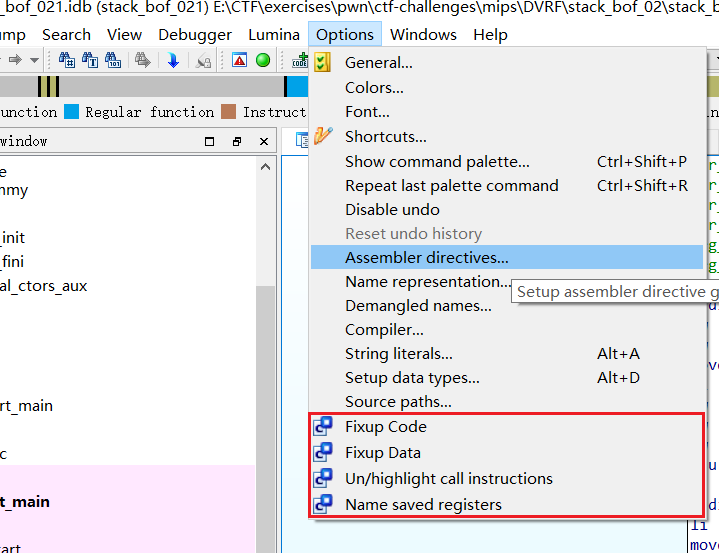 _bof_021.idb (stack_bof_021) E:\CTF\exercises\pwn\ctf-challenges\mips\DVRF\stack_bof_02\stack_b
ump Search View Debugger Lumina Options Windows Help
unction Regular function Instruct
window
General...
Colors...
Font...
Shortcuts...
Show command palette... Ctrl+Shift+P
Repeat last palette command Ctrl+Shift+R
Disable undo
Reset undo history
Assembler directives...
Name representation...
Setup assembler directive g
Demangled names...
Compiler...
String literals... Alt+A
Setup data types... Alt+D
Source paths...
Fixup Code
Fixup Data
Un/highlight call instructions
Name saved registers
e
mmy
_init
_fini
al_ctors_aux
rt_main
c
t_main
tart
li
move